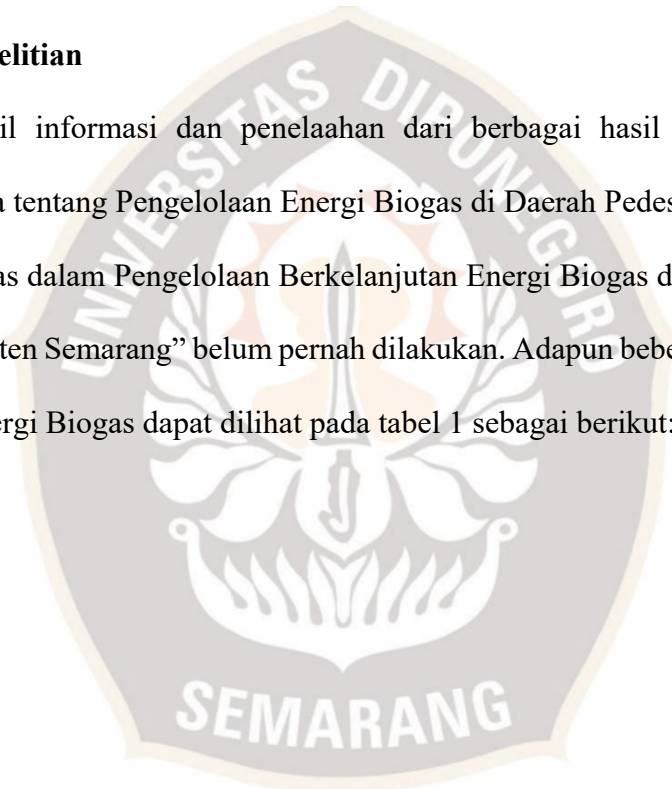 elitian
il informasi dan penelaahan dari berbagai hasil
a tentang Pengelolaan Energi Biogas di Daerah Pedes
as dalam Pengelolaan Berkelanjutan Energi Biogas d
ten Semarang” belum pernah dilakukan. Adapun bebe
ergi Biogas dapat dilihat pada tabel 1 sebagai berikut:
UNIVERSITAS DIPONEGORO
SEMARANG